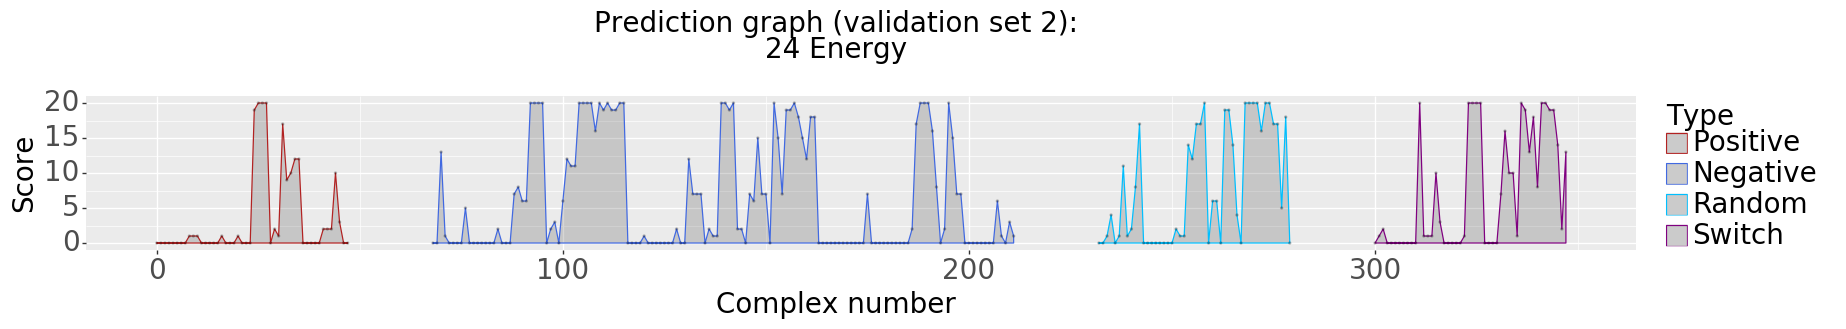 Prediction graph (validation set 2):
24 Energy
Score
20
15
10
5
0
0 100 200 300
Complex number
Type
Positive
Negative
Random
Switch